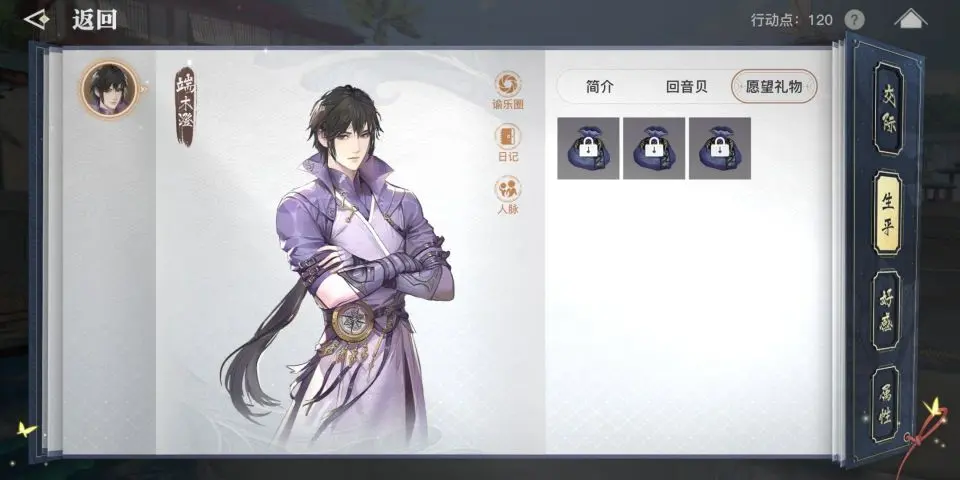 返回
行动点：120 ?
端木澄
谕乐圈
日记
人脉
简介
回音贝
愿望礼物
交际
生平
好感
属性